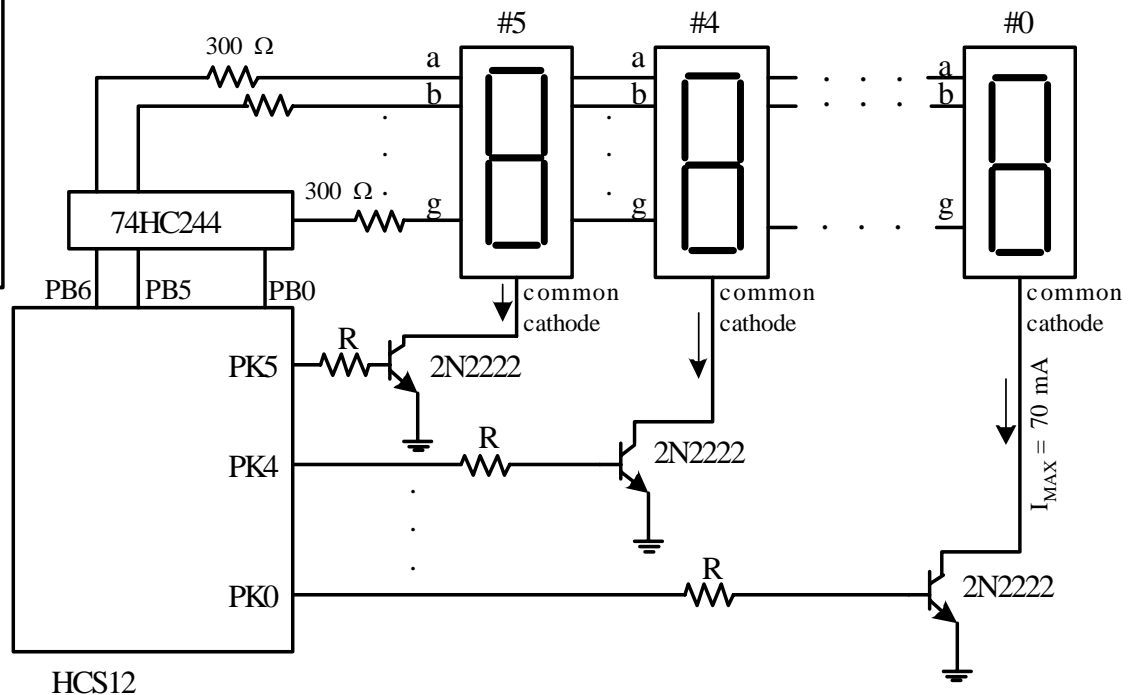 #5 #4 #0
300 Ω
a a a
b b b
300 Ω
g g g
74HC244
PB6 PB5 PB0
common cathode
common cathode
common cathode
R
PK5
2N2222
R
PK4
2N2222
I_MAX = 70 mA
R
PK0
2N2222
HCS12